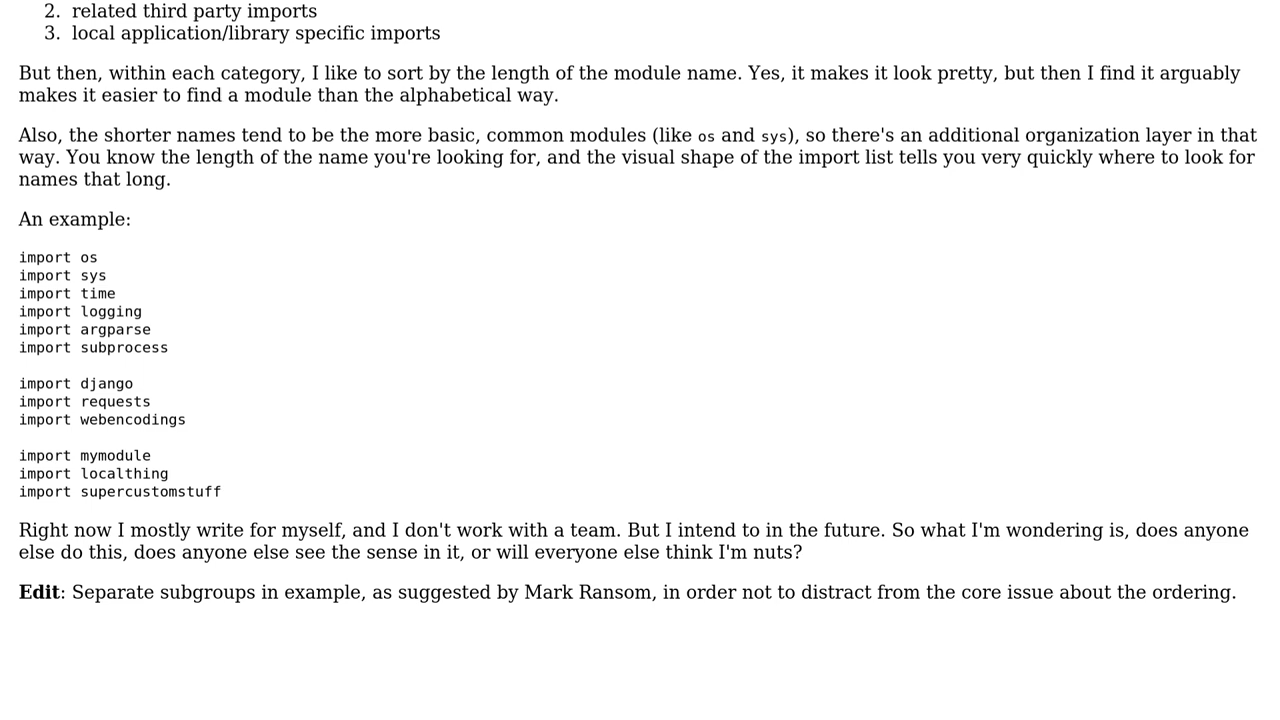 2. related third party imports
3. local application/library specific imports
But then, within each category, I like to sort by the length of the module name. Yes, it makes it look pretty, but then I find it arguably
makes it easier to find a module than the alphabetical way.
Also, the shorter names tend to be the more basic, common modules (like os and sys), so there's an additional organization layer in that
way. You know the length of the name you're looking for, and the visual shape of the import list tells you very quickly where to look for
names that long.
An example:
import os
import sys
import time
import logging
import argparse
import subprocess
import django
import requests
import webencodings
import mymodule
import localthing
import supercustomstuff
Right now I mostly write for myself, and I don't work with a team. But I intend to in the future. So what I'm wondering is, does anyone
else do this, does anyone else see the sense in it, or will everyone else think I'm nuts?
Edit: Separate subgroups in example, as suggested by Mark Ransom, in order not to distract from the core issue about the ordering.